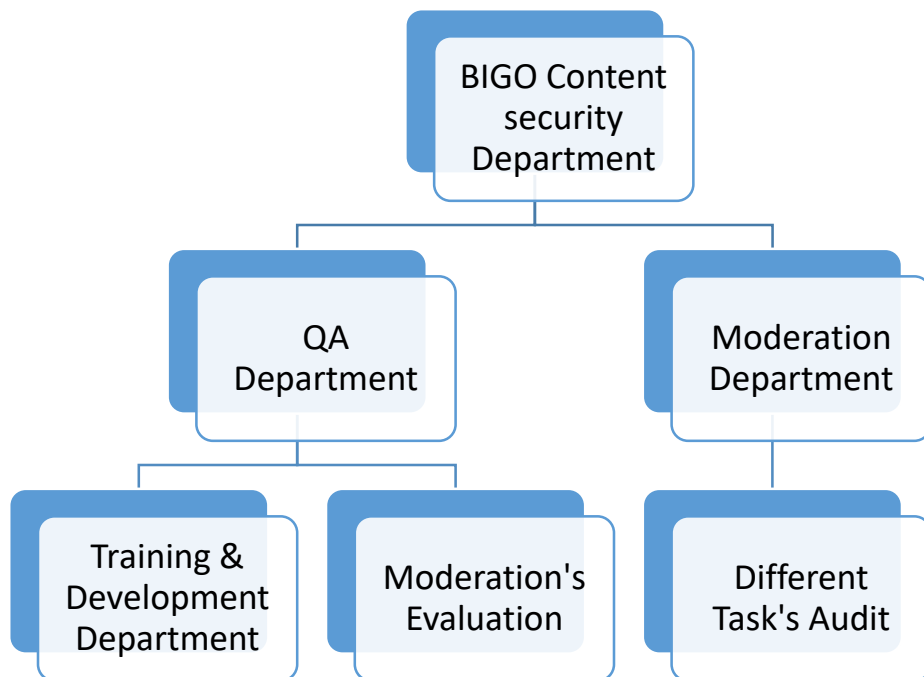 BIGO Content
security
Department
QA
Department
Moderation
Department
Training &
Development
Department
Moderation's
Evaluation
Different
Task's Audit